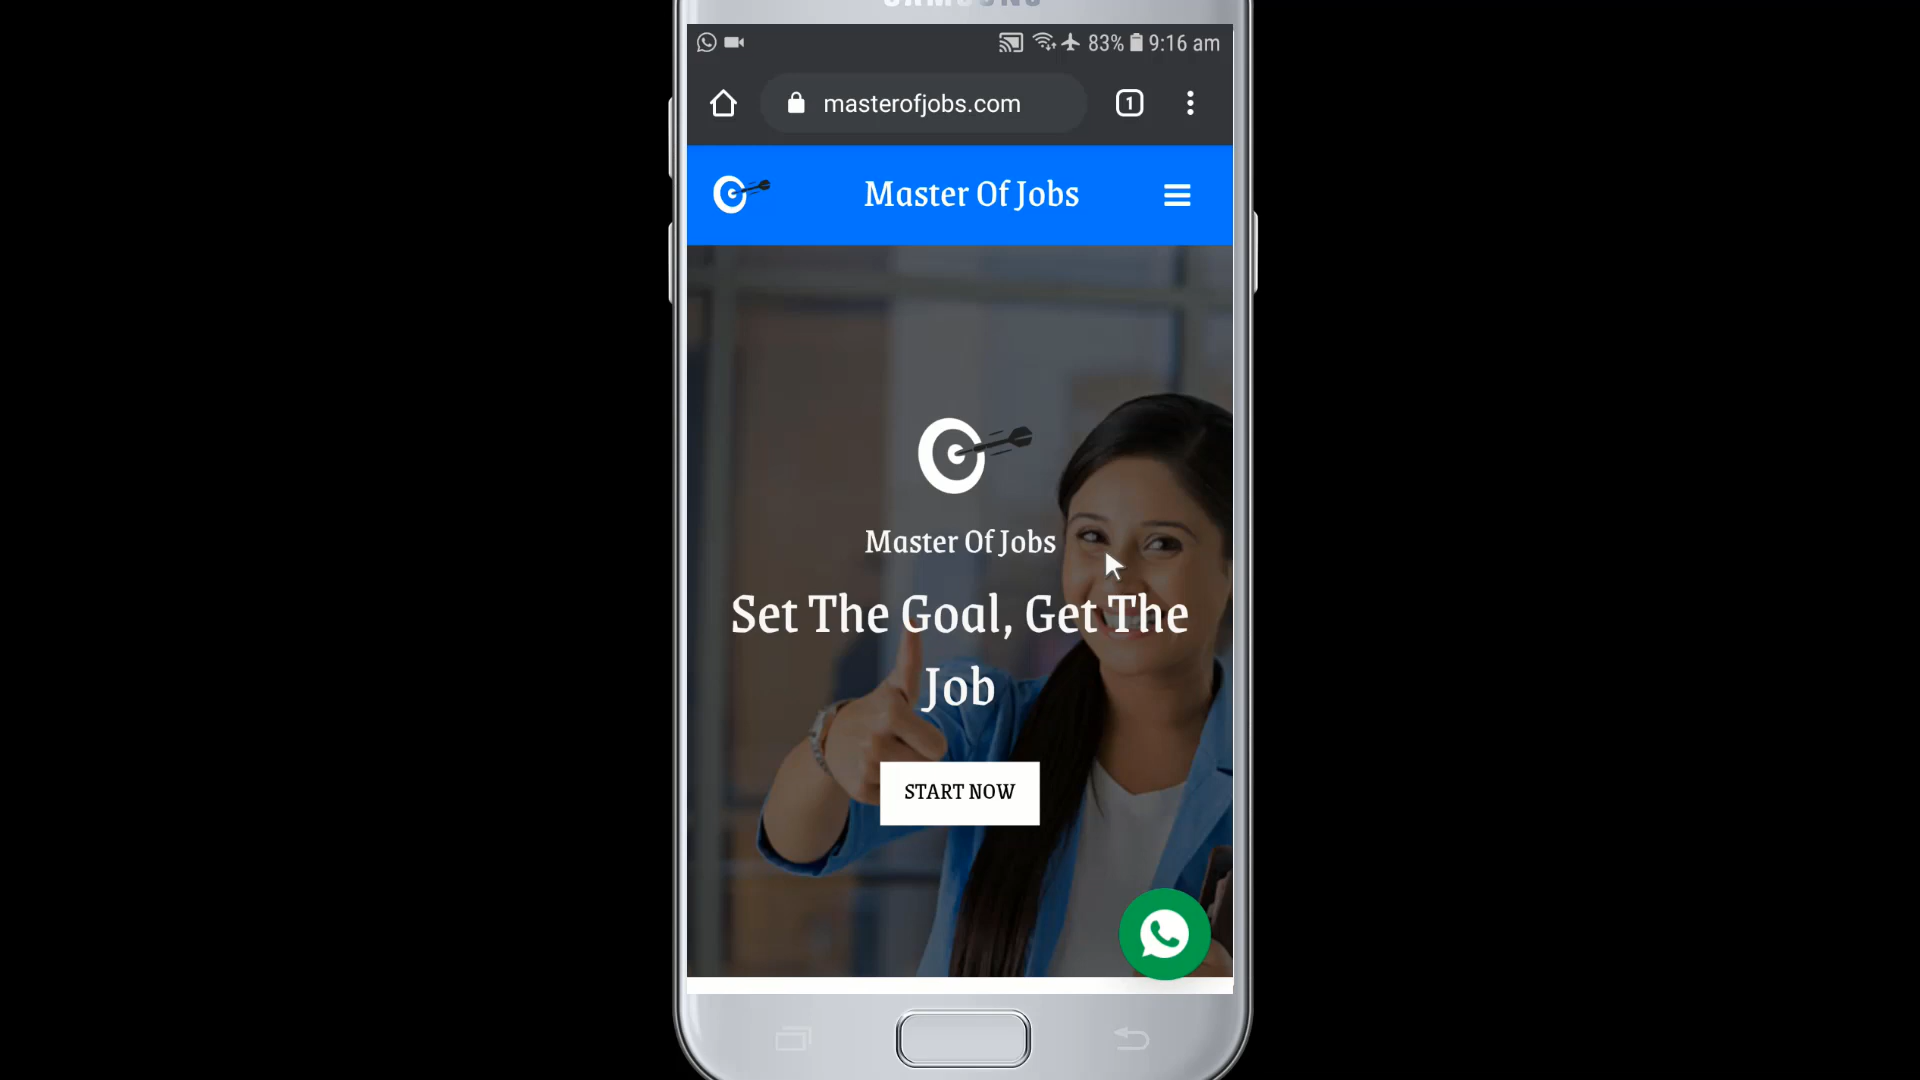 SAMSUNG
83% 9:16 am
masterofjobs.com
1
Master Of Jobs
Master Of Jobs
Set The Goal, Get The
Job
START NOW